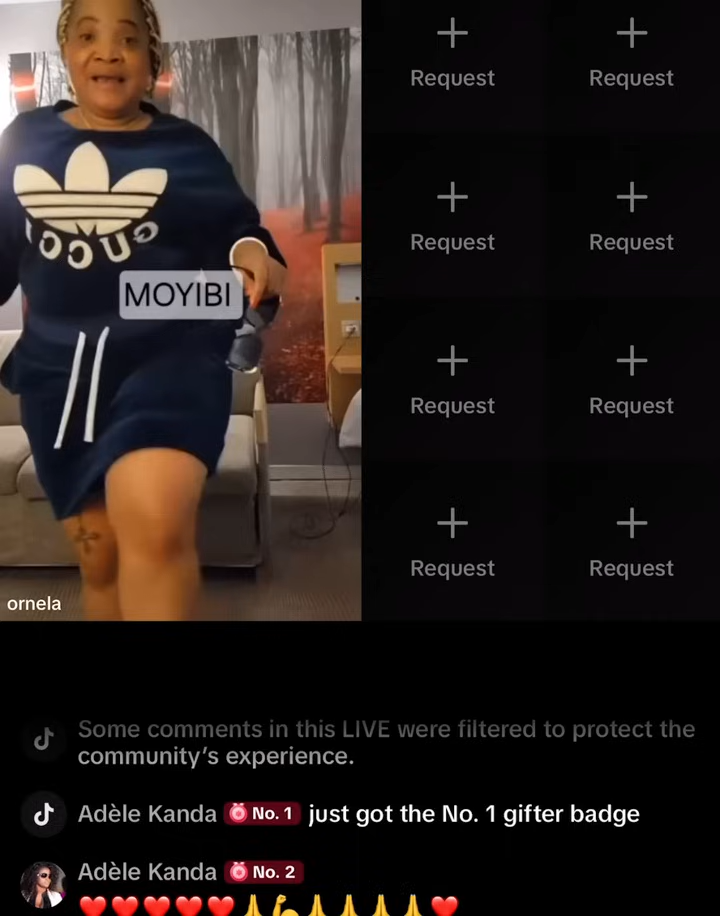 Request Request
Request Request
GUCCI
MOYIBI
Request Request
Request Request
ornela
Some comments in this LIVE were filtered to protect the
community’s experience.
Adèle Kanda No. 1 just got the No. 1 gifter badge
Adèle Kanda No. 2
❤️❤️❤️❤️❤️🙏💪🙏🙏🙏🙏❤️